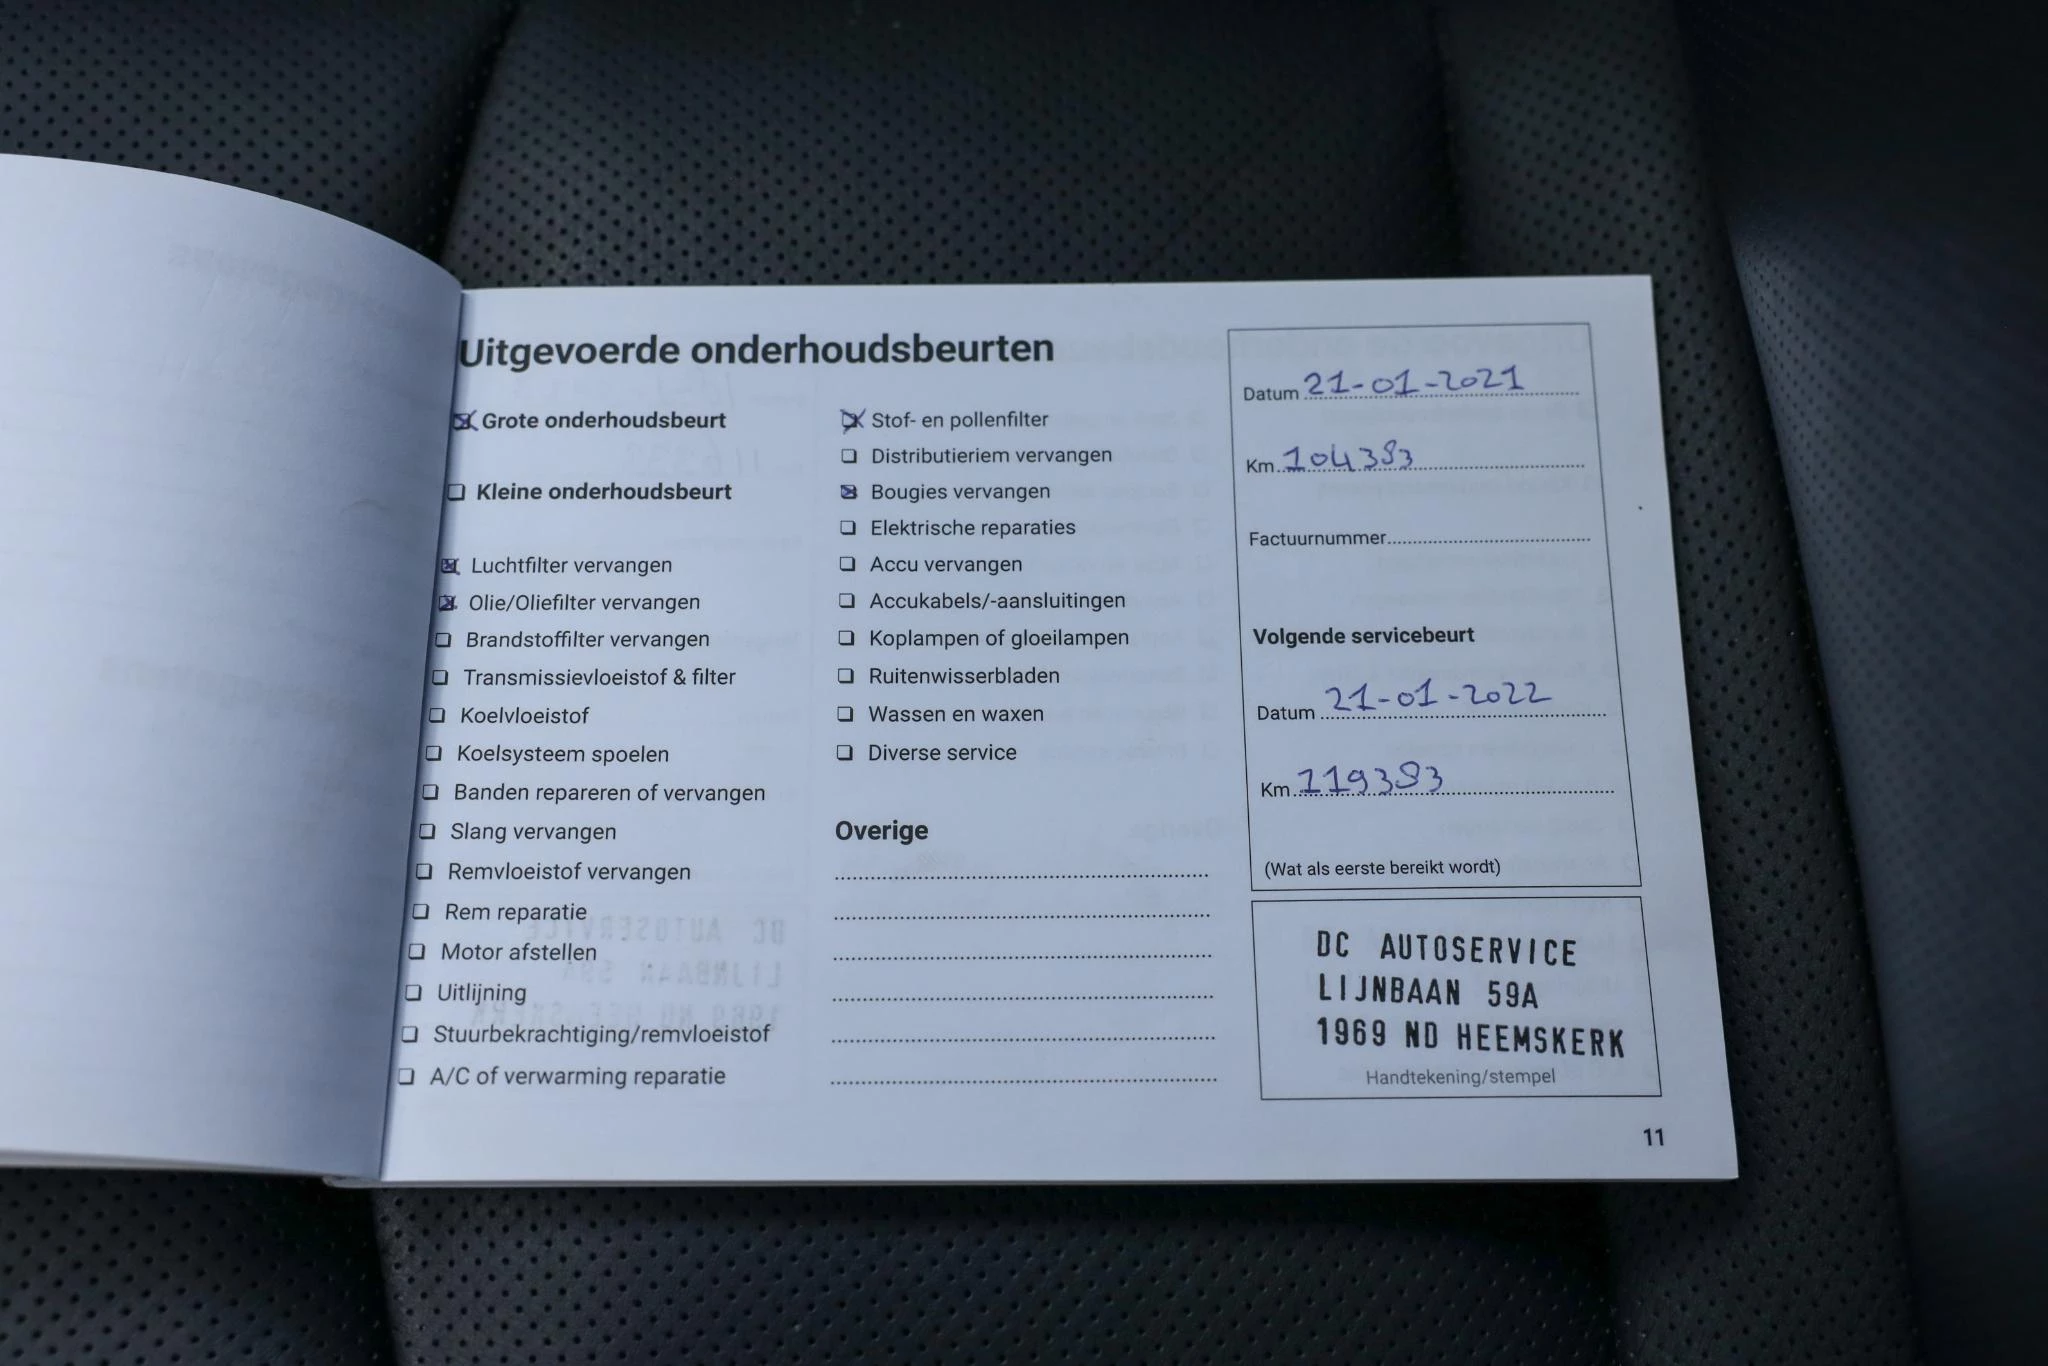 Uitgevoerde onderhoudsbeurten
Grote onderhoudsbeurt
Kleine onderhoudsbeurt
Luchtfilter vervangen
Olie/Oliefilter vervangen
Brandstoffilter vervangen
Transmissievloeistof & filter
Koelvloeistof
Koelsysteem spoelen
Banden repareren of vervangen
Slang vervangen
Remvloeistof vervangen
Rem reparatie
Motor afstellen
Uitlijning
Stuurbekrachtiging/remvloeistof
A/C of verwarming reparatie
Stof- en pollenfilter
Distributieriem vervangen
Bougies vervangen
Elektrische reparaties
Accu vervangen
Accukabels/-aansluitingen
Koplampen of gloeilampen
Ruitenwisserbladen
Wassen en waxen
Diverse service
Overige
Datum 21-01-2021
Km 104383
Factuurnummer
Volgende servicebeurt
Datum 21-01-2022
Km 119383
(Wat als eerste bereikt wordt)
DC AUTOSERVICE
LIJNBAAN 59A
1969 ND HEEMSKERK
Handtekening/stempel
11